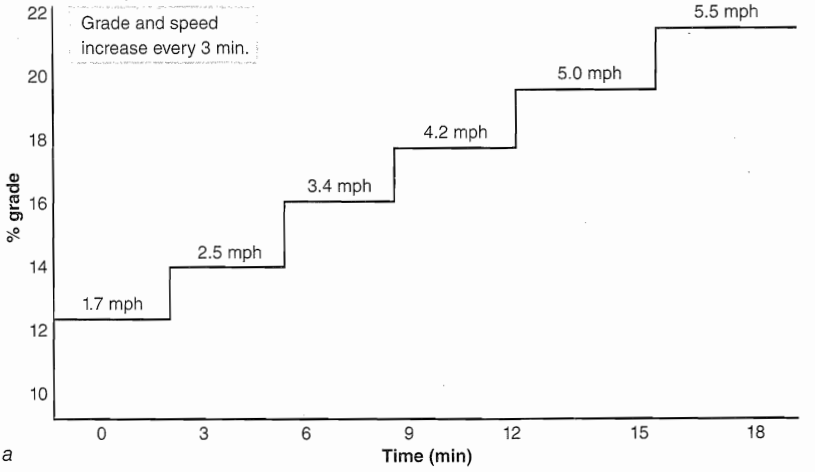 22
Grade and speed
increase every 3 min.
5.5 mph
20
5.0 mph
18
4.2 mph
% grade
16
3.4 mph
14
2.5 mph
12
1.7 mph
10
0 3 6 9 12 15 18
a
Time (min)